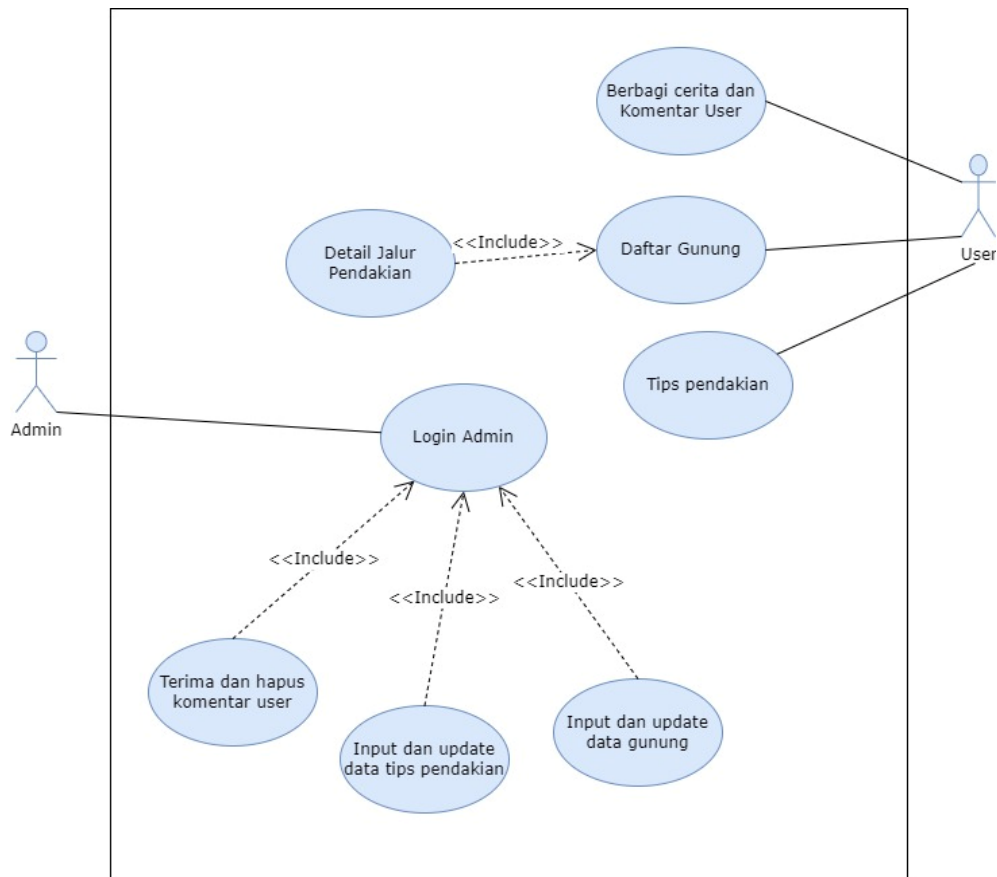 Berbagi cerita dan
Komentar User
<<Include>>
Detail Jalur
Pendakian
Daftar Gunung
User
Tips pendakian
Admin
Login Admin
<<Include>>
<<Include>>
<<Include>>
Terima dan hapus
komentar user
Input dan update
data tips pendakian
Input dan update
data gunung